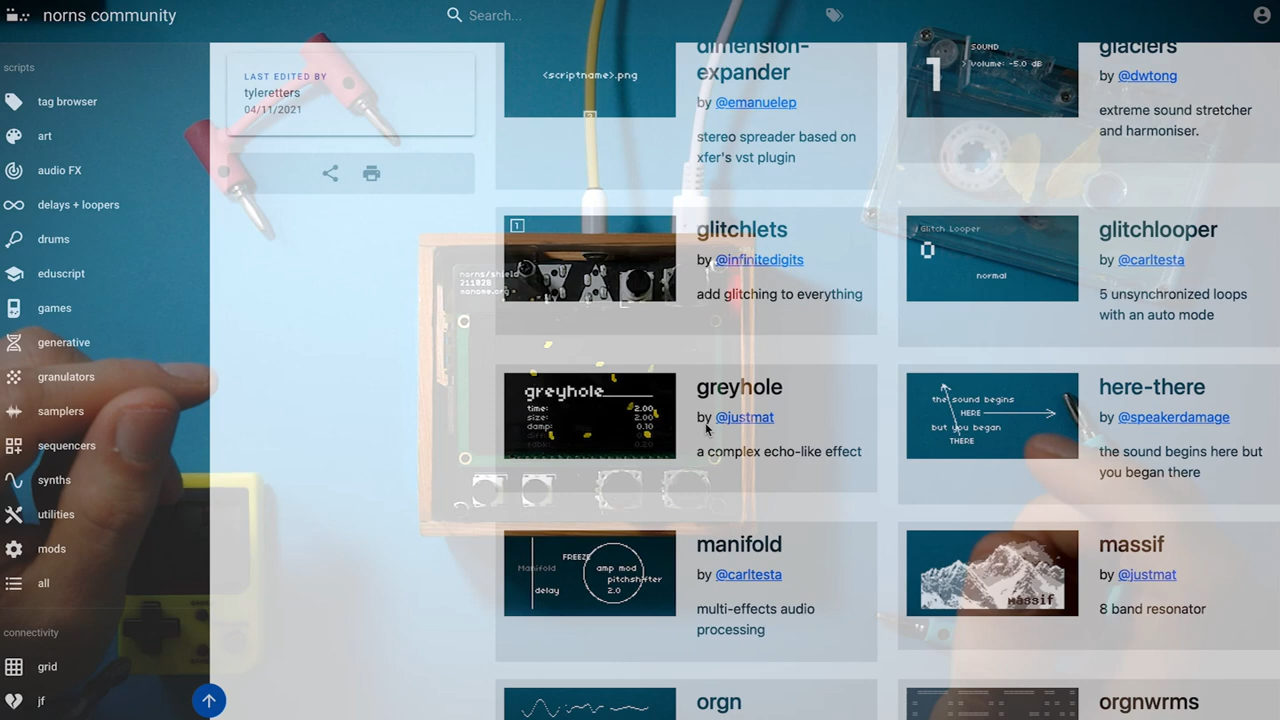 norns community
Search...
scripts
tag browser
art
audio FX
delays + loopers
drums
eduscript
games
generative
granulators
samplers
sequencers
synths
utilities
mods
all
connectivity
grid
jf
LAST EDITED BY
tyleretters
04/11/2021
<scriptname>.png
dimension-
expander
by @emanuelep
stereo spreader based on
xfer's vst plugin
1
SOUND
volume: -5.0 dB
glaciers
by @dwtong
extreme sound stretcher
and harmoniser.
1
norns/shield
211028
monome.org
glitchlets
by @infinitedigits
add glitching to everything
Glitch Looper
0
normal
glitchlooper
by @carltesta
5 unsynchronized loops
with an auto mode
greyhole
time: 2.00
size: 2.00
damp: 0.10
greyhole
by @justmat
a complex echo-like effect
the sound begins
HERE
but you began
THERE
here-there
by @speakerdamage
the sound begins here but
you began there
Manifold
FREEZE
delay
amp mod
pitchshifter
2.0
manifold
by @carltesta
multi-effects audio
processing
massif
massif
by @justmat
8 band resonator
orgn
orgnwrms